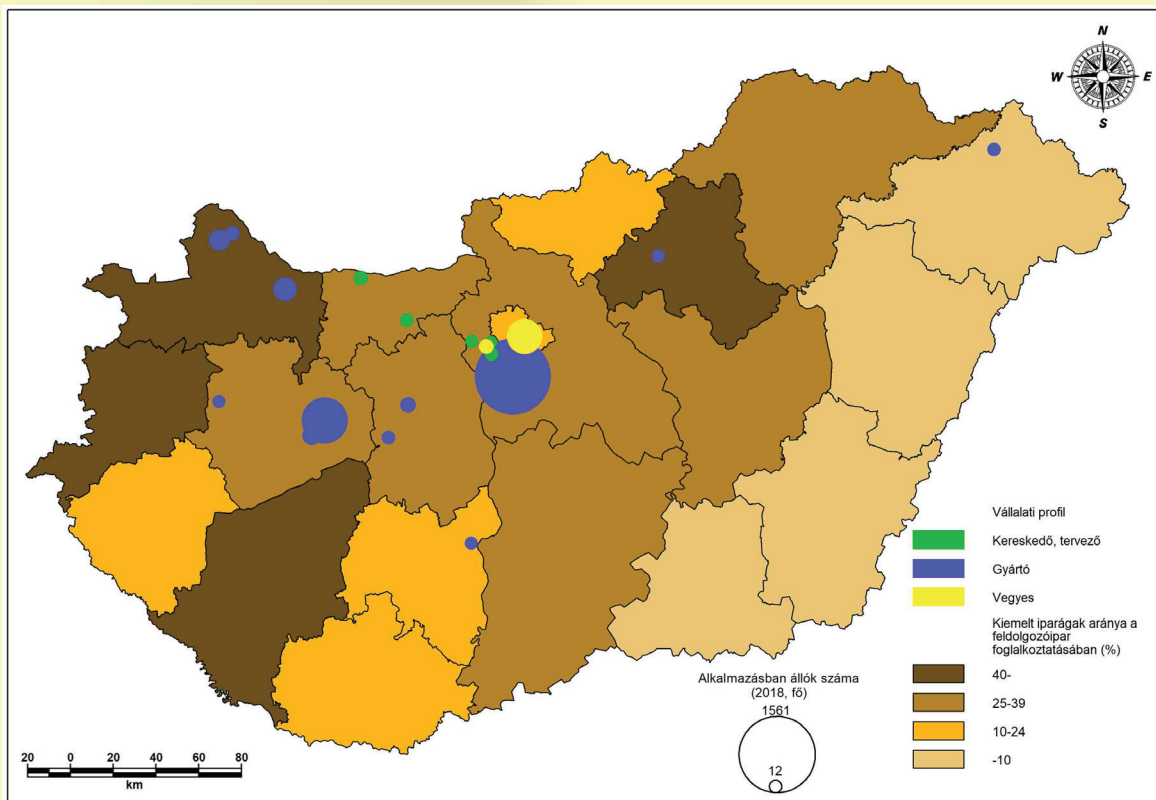 N
W E
S
Vállalati profil
Kereskedő, tervező
Gyártó
Vegyes
Kiemelt iparágak aránya a
feldolgozóipar
foglalkoztatásában (%)
40-
25-39
10-24
-10
Alkalmazásban állók száma
(2018, fő)
1561
12
20 0 20 40 60 80
km